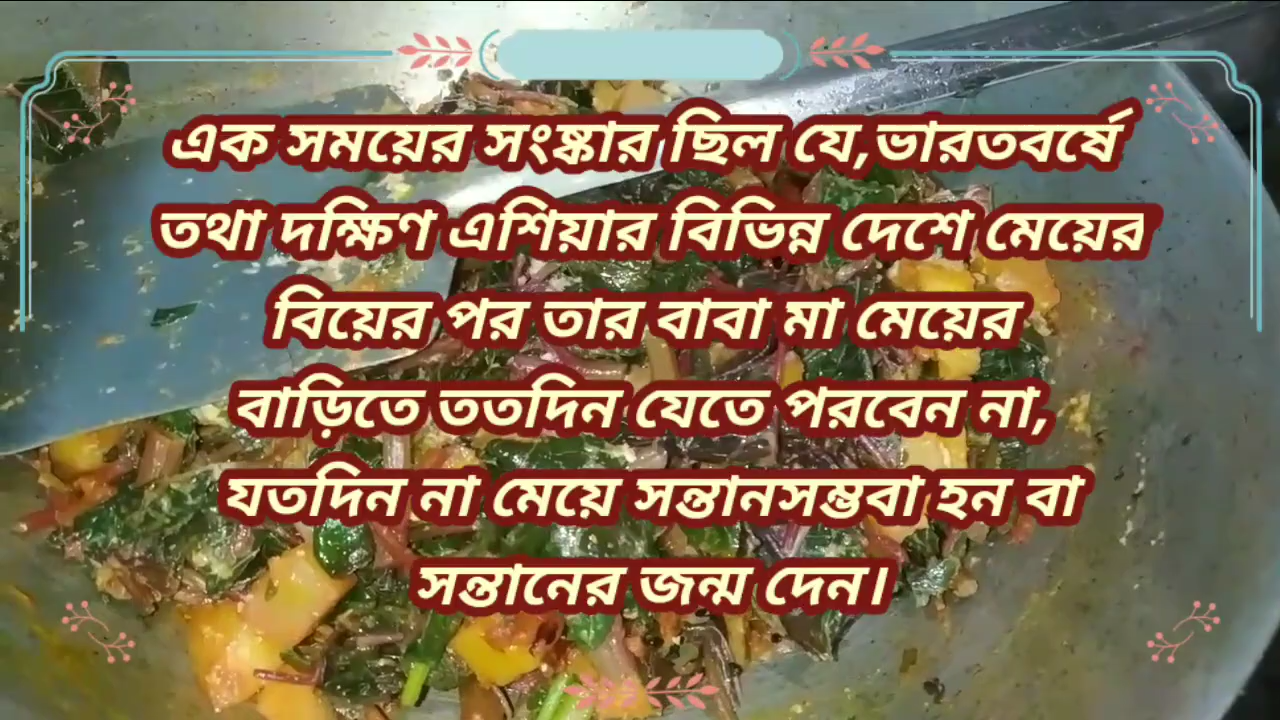 এক সময়ের সংষ্কার ছিল যে,ভারতবর্ষে
তথা দক্ষিণ এশিয়ার বিভিন্ন দেশে মেয়ের
বিয়ের পর তার বাবা মা মেয়ের
বাড়িতে ততদিন যেতে পরবেন না,
যতদিন না মেয়ে সন্তানসম্ভবা হন বা
সন্তানের জন্ম দেন।